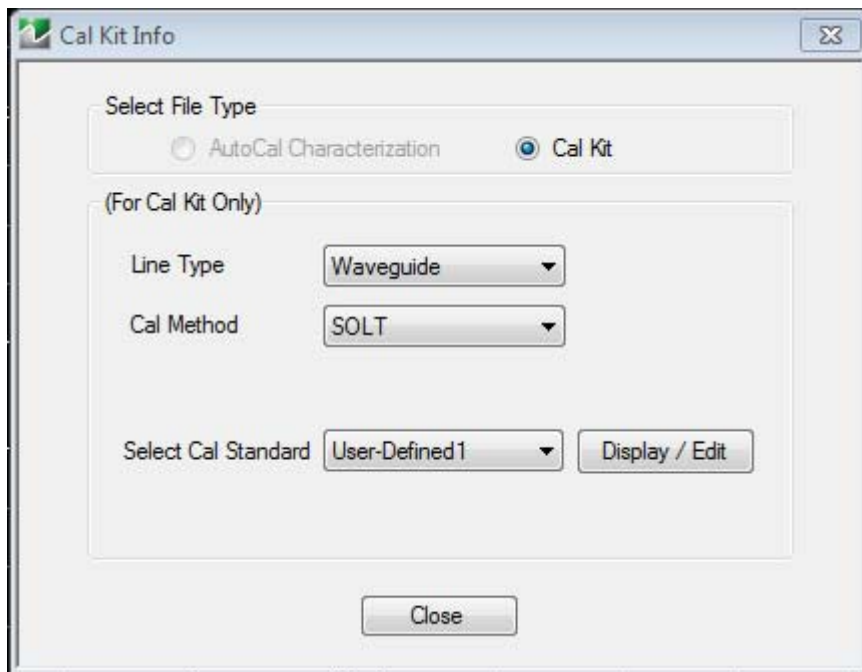 Cal Kit Info
Select File Type
AutoCal Characterization Cal Kit
(For Cal Kit Only)
Line Type Waveguide
Cal Method SOLT
Select Cal Standard User-Defined1 Display / Edit
Close